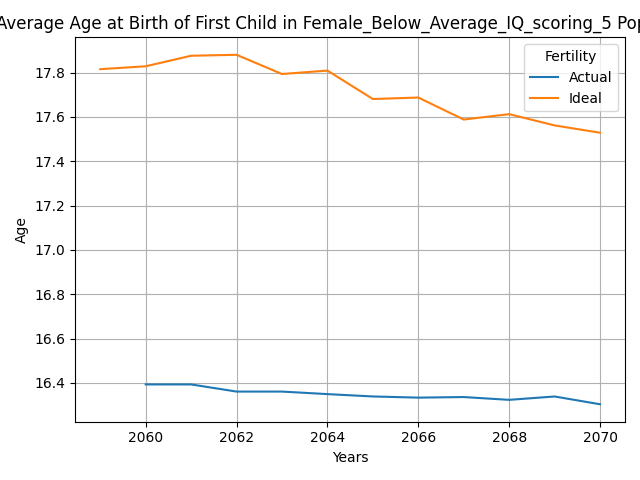 Average Age at Birth of First Child in Female_Below_Average_IQ_scoring_5 Pop
Fertility
Actual
Ideal
17.8
17.6
17.4
17.2
17.0
16.8
16.6
16.4
Age
2060 2062 2064 2066 2068 2070
Years